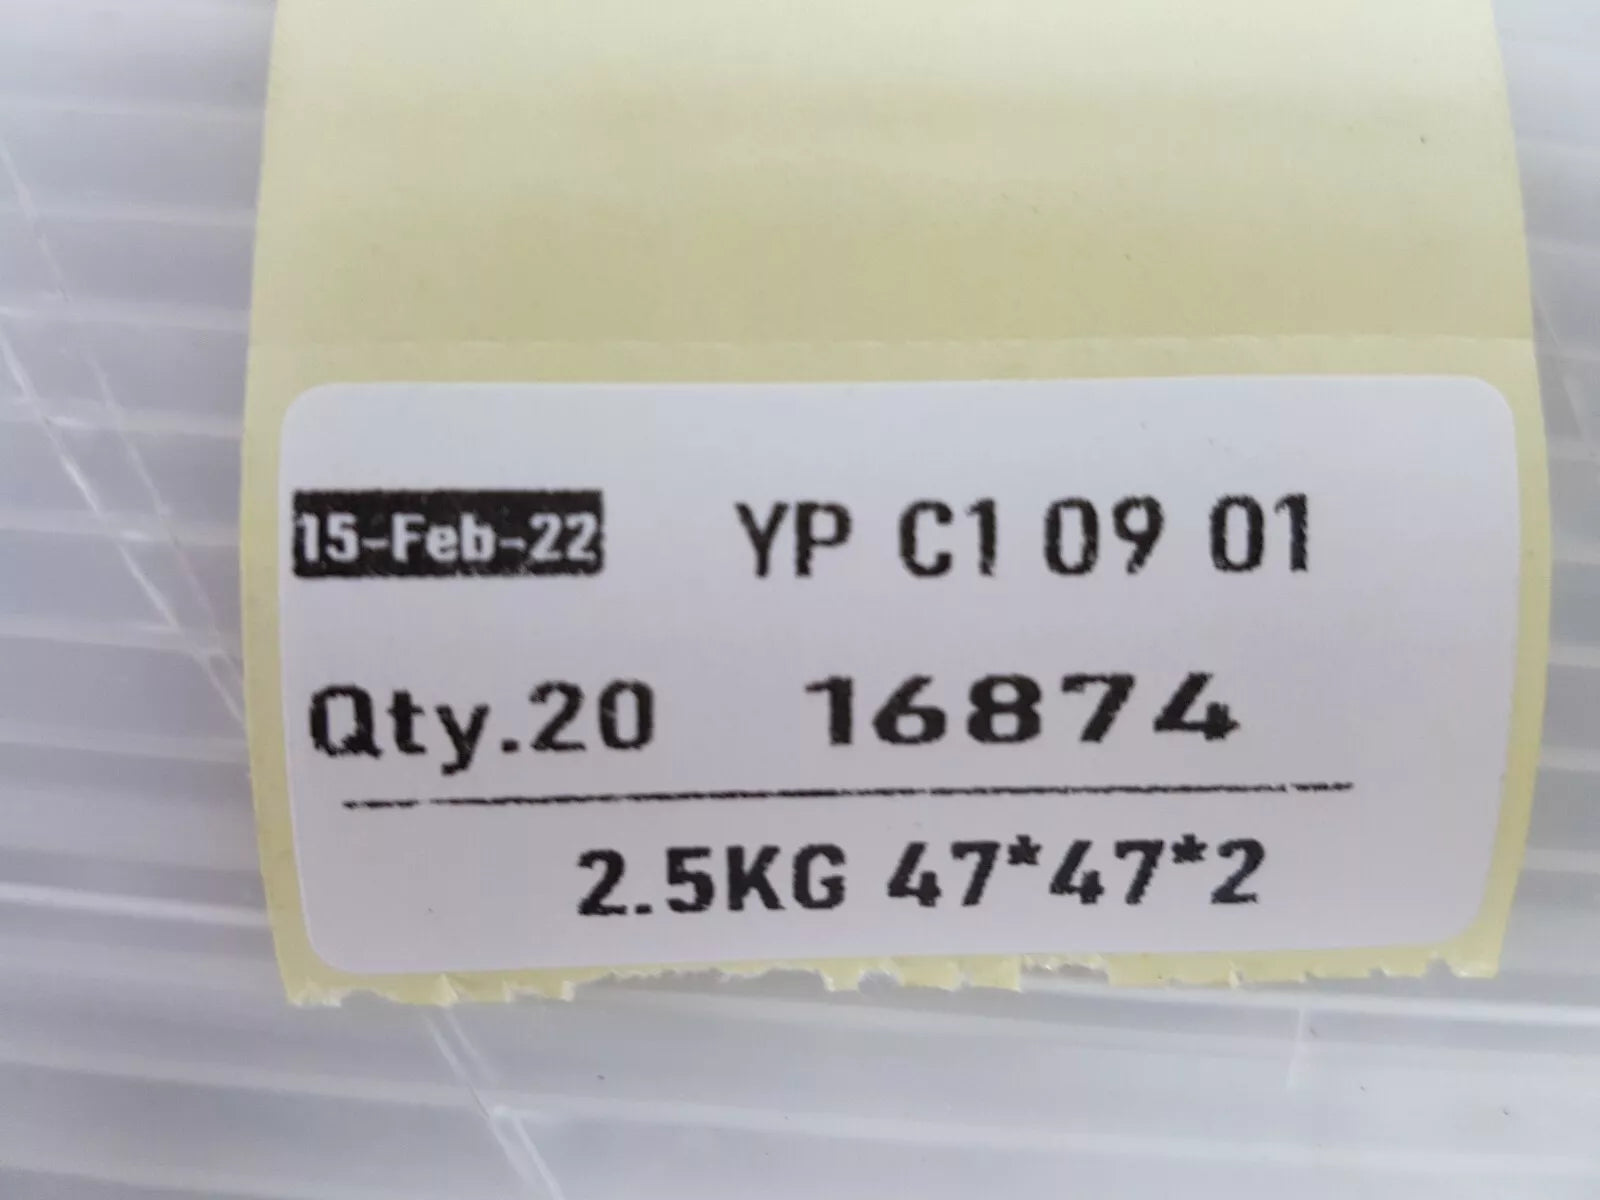 15-Feb-22 YP C1 09 01
Qty.20 16874
2.5KG 47*47*2